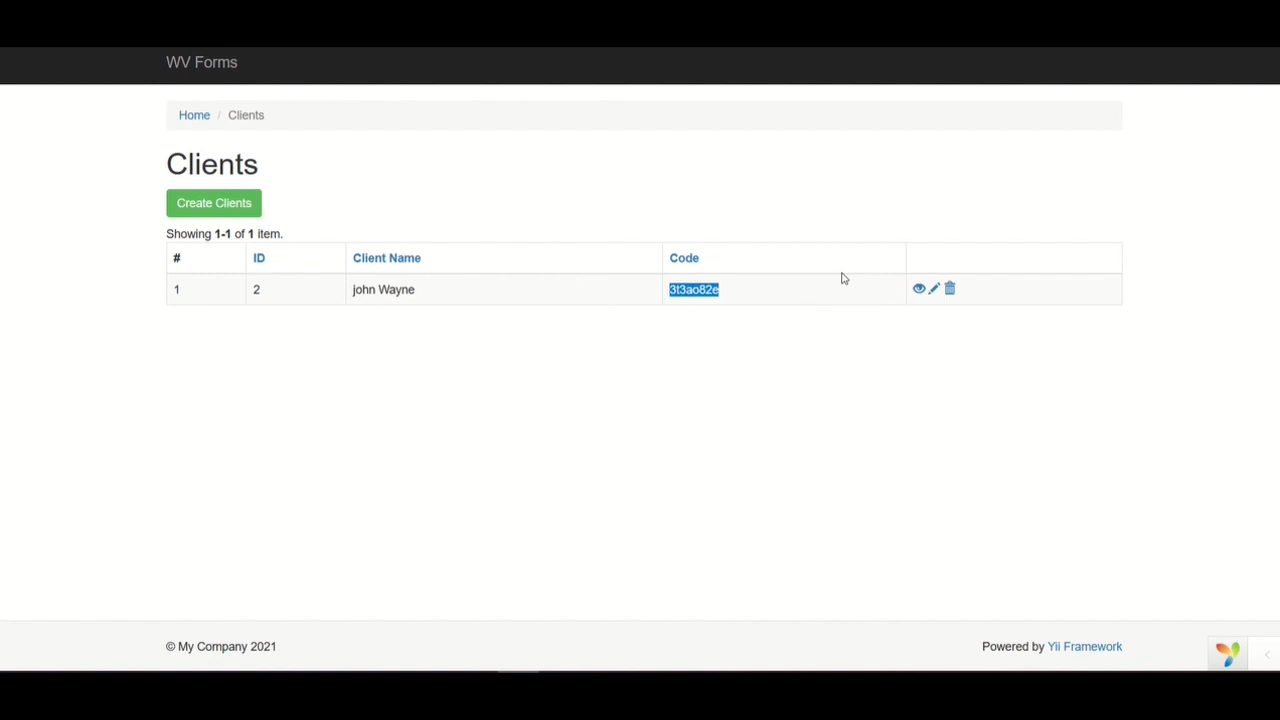 WV Forms
Home / Clients
Clients
Create Clients
Showing 1-1 of 1 item.
# ID Client Name Code
1 2 john Wayne 3t3ao82e
© My Company 2021 Powered by Yii Framework